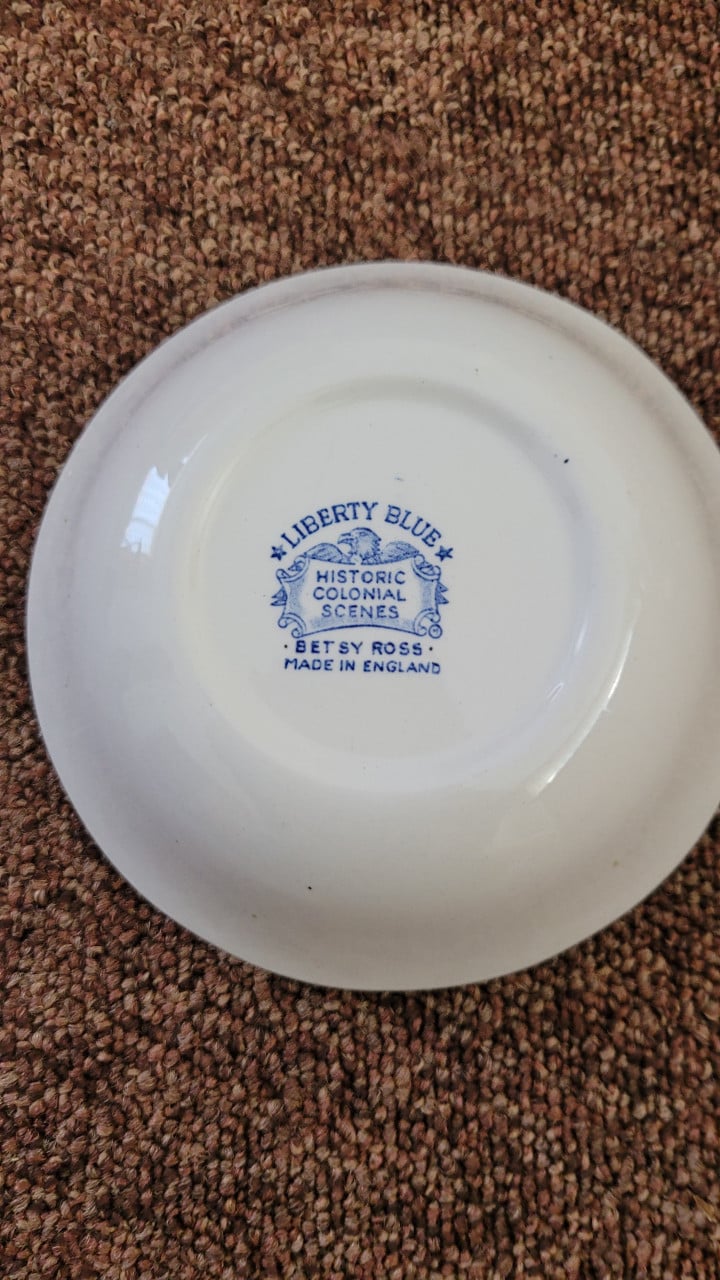 LIBERTY BLUE
HISTORIC
COLONIAL
SCENES
· BETSY ROSS ·
MADE IN ENGLAND